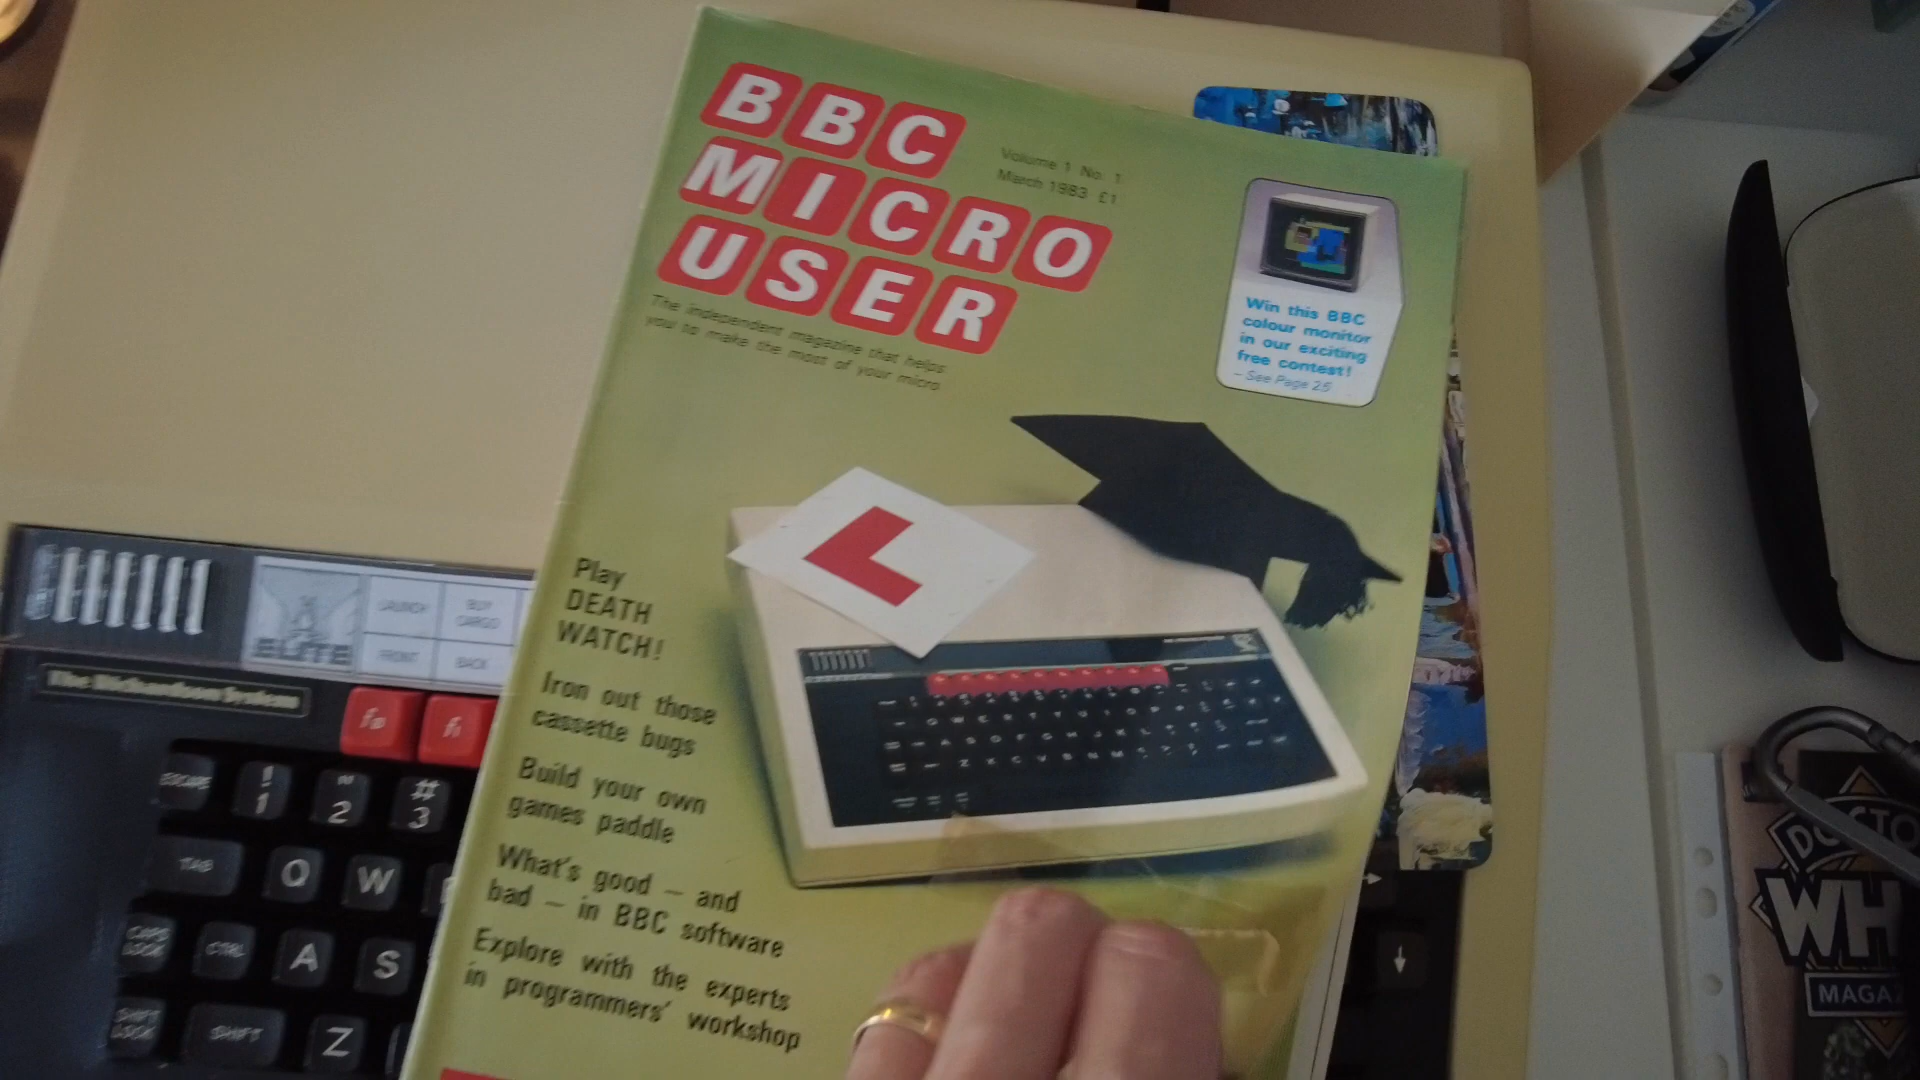 BBC
MICRO
USER
Volume 1 No. 1
March 1983 £1
The independent magazine that helps
you to make the most of your micro
Win this BBC
colour monitor
in our exciting
free contest!
– See Page 25
L
Play
DEATH
WATCH!
Iron out those
cassette bugs
Build your own
games paddle
What's good – and
bad – in BBC software
Explore with the experts
in programmers' workshop
ELITE
LAUNCH
BUY
CARGO
FRONT
BACK
The Richardson System
f0 f1
ESCAPE ! 1 " 2 # 3
TAB Q W
CAPS LOCK CTRL A S
SHIFT LOCK SHIFT Z
DOCTO
WH
MAGAZ